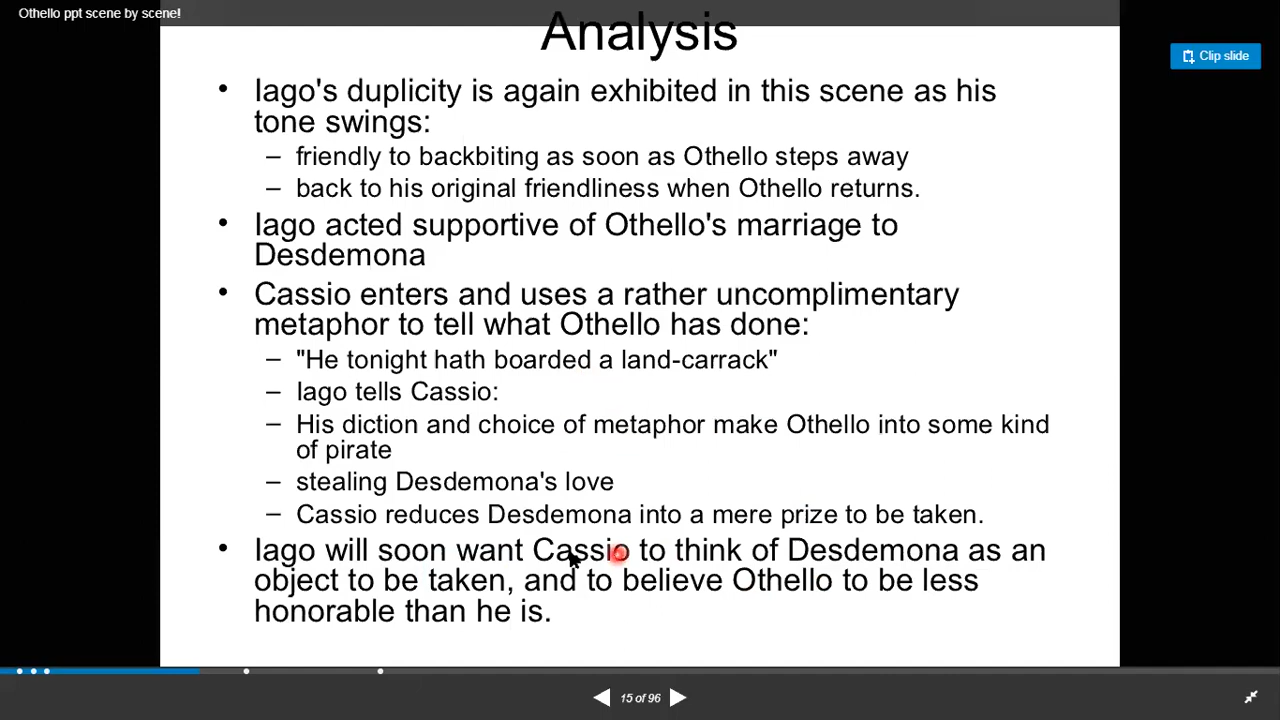 Othello ppt scene by scene!
Analysis
Clip slide
• Iago's duplicity is again exhibited in this scene as his
tone swings:
– friendly to backbiting as soon as Othello steps away
– back to his original friendliness when Othello returns.
• Iago acted supportive of Othello's marriage to
Desdemona
• Cassio enters and uses a rather uncomplimentary
metaphor to tell what Othello has done:
– "He tonight hath boarded a land-carrack"
– Iago tells Cassio:
– His diction and choice of metaphor make Othello into some kind
of pirate
– stealing Desdemona's love
– Cassio reduces Desdemona into a mere prize to be taken.
• Iago will soon want Cassio to think of Desdemona as an
object to be taken, and to believe Othello to be less
honorable than he is.
15 of 96